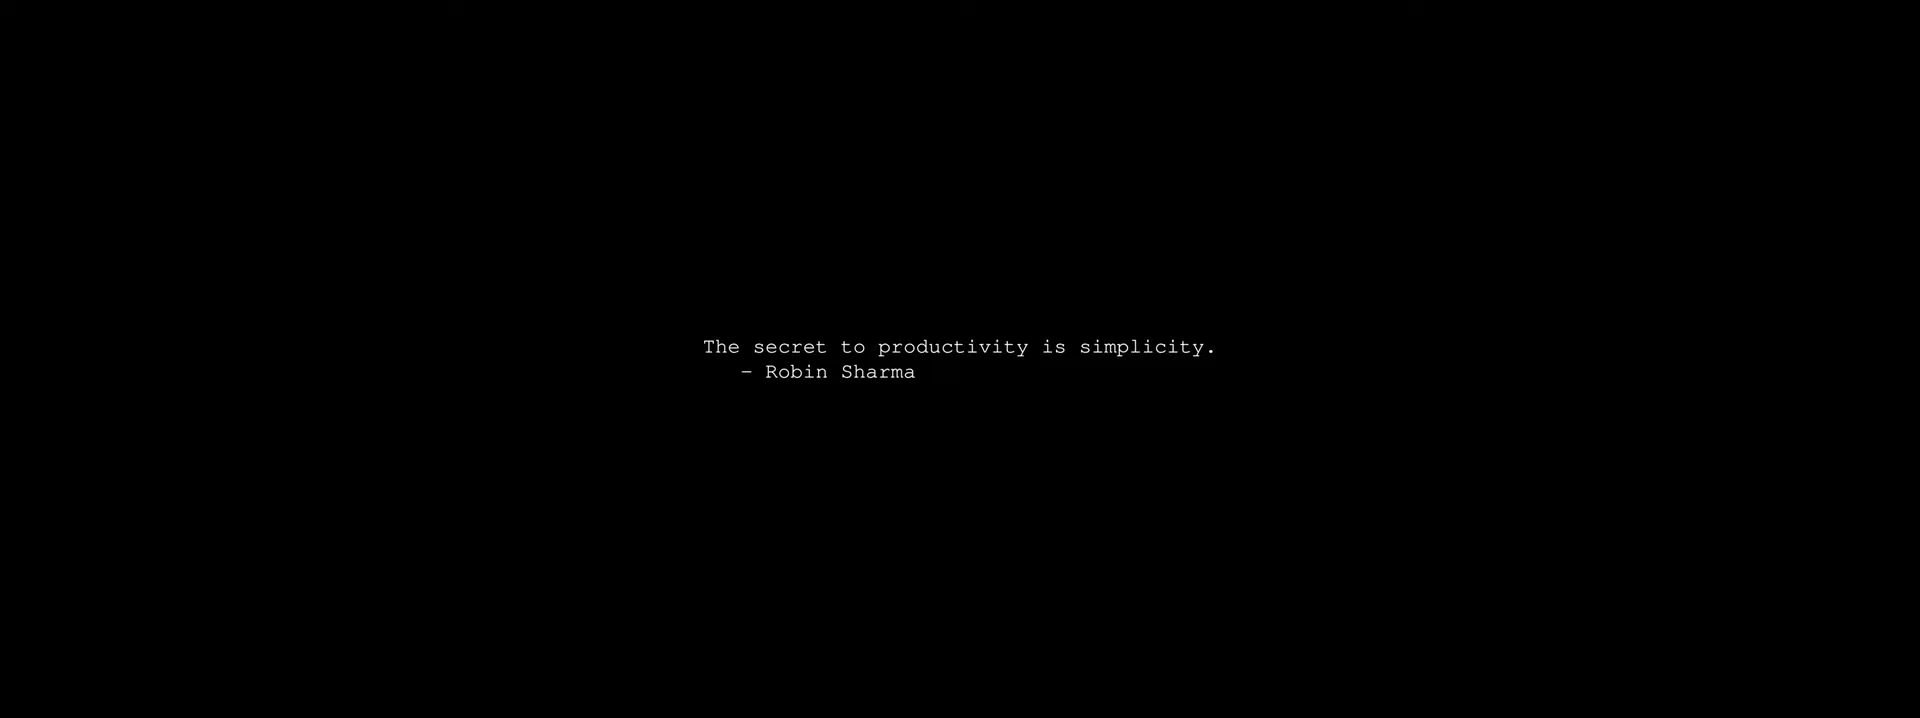 The secret to productivity is simplicity.
- Robin Sharma